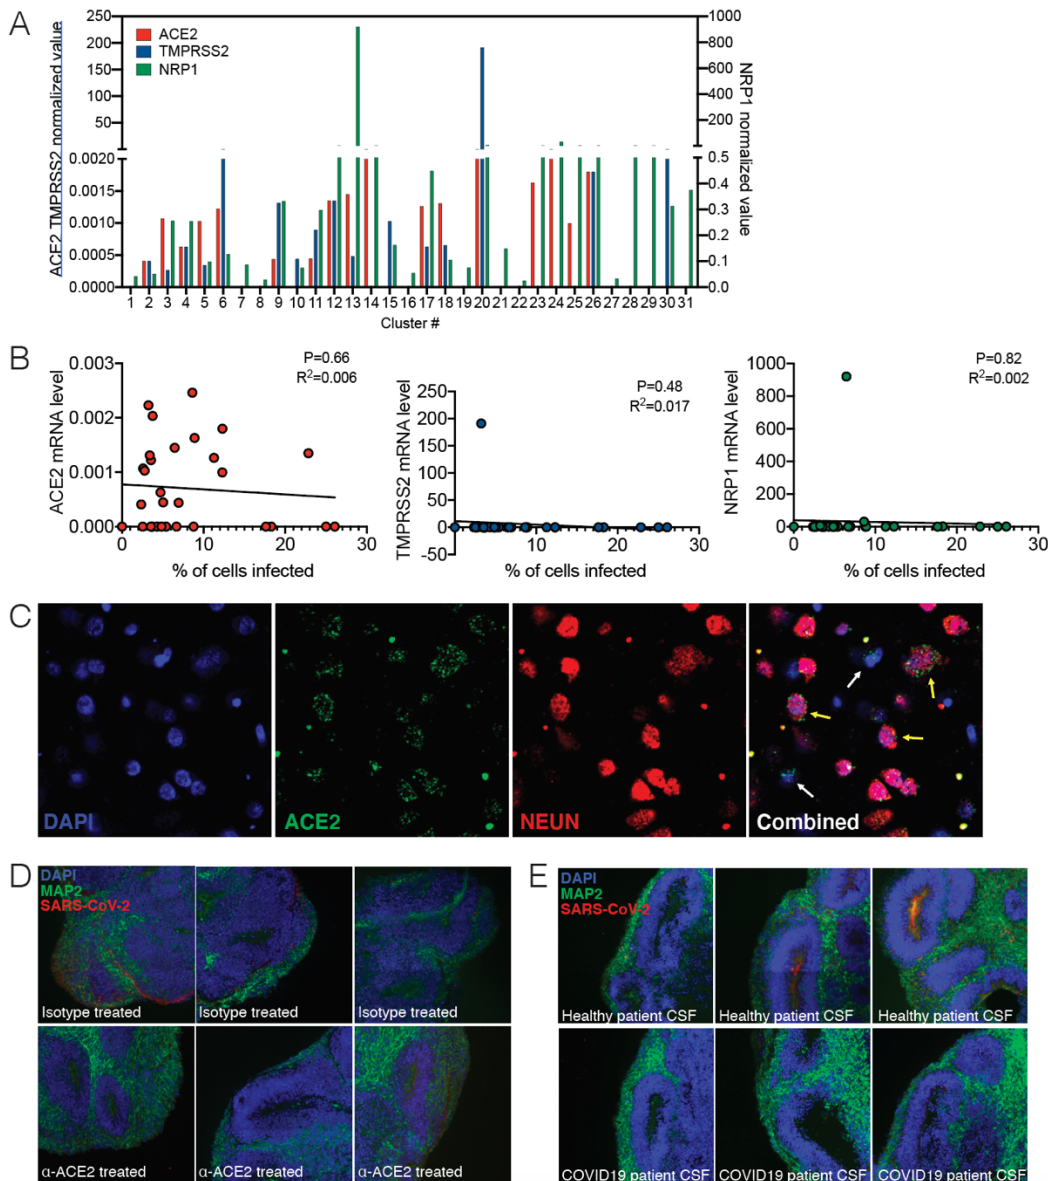 A
ACE2 TMPRSS2 normalized value
250
200
150
100
50
0.0020
0.0015
0.0010
0.0005
0.0000
ACE2
TMPRSS2
NRP1
1000
800
600
400
200
0.5
0.4
0.3
0.2
0.1
0.0
NRP1 normalized value
1 2 3 4 5 6 7 8 9 10 11 12 13 14 15 16 17 18 19 20 21 22 23 24 25 26 27 28 29 30 31
Cluster #
B
ACE2 mRNA level
0.003
0.002
0.001
0.000
P=0.66
R²=0.006
0 10 20 30
% of cells infected
TMPRSS2 mRNA level
250
200
150
100
50
0
-50
P=0.48
R²=0.017
0 10 20 30
% of cells infected
NRP1 mRNA level
1000
800
600
400
200
0
P=0.82
R²=0.002
0 10 20 30
% of cells infected
C
DAPI
ACE2
NEUN
Combined
D
DAPI
MAP2
SARS-CoV-2
Isotype treated
Isotype treated
Isotype treated
α-ACE2 treated
α-ACE2 treated
α-ACE2 treated
E
DAPI
MAP2
SARS-CoV-2
Healthy patient CSF
Healthy patient CSF
Healthy patient CSF
COVID19 patient CSF
COVID19 patient CSF
COVID19 patient CSF